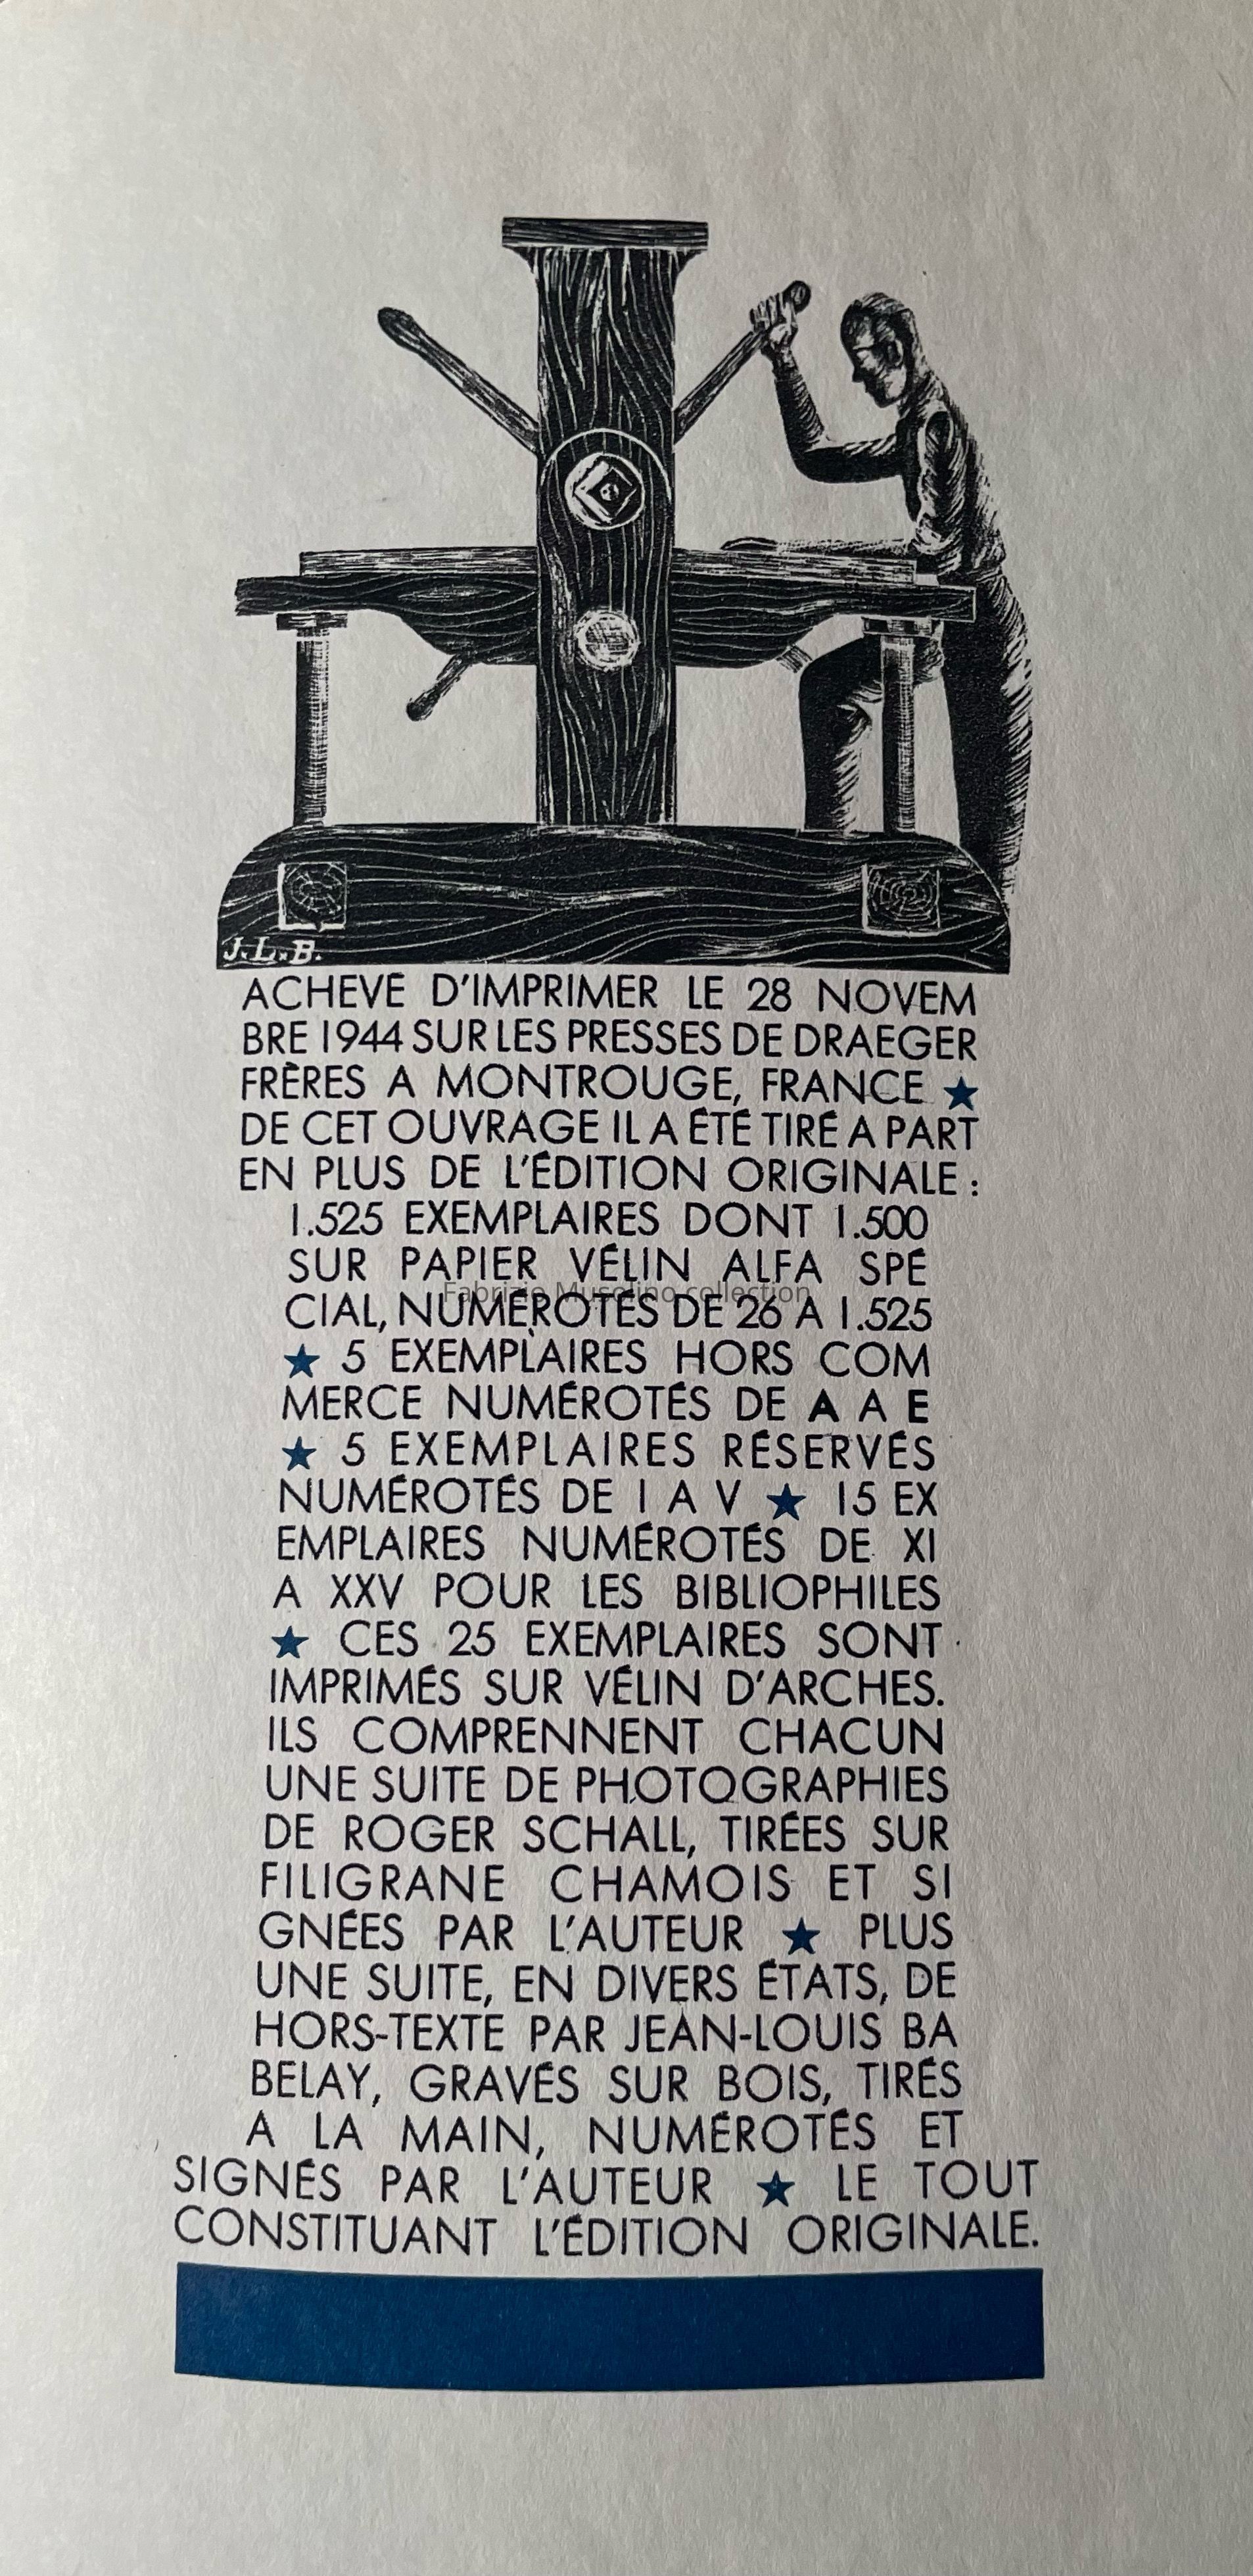 J.L.B.
ACHEVÉ D'IMPRIMER LE 28 NOVEM
BRE 1944 SUR LES PRESSES DE DRAEGER
FRÈRES A MONTROUGE, FRANCE ★
DE CET OUVRAGE IL A ÉTÉ TIRÉ A PART
EN PLUS DE L'ÉDITION ORIGINALE :
1.525 EXEMPLAIRES DONT 1.500
SUR PAPIER VÉLIN ALFA SPÉ
Fabrizio Musolino collection
CIAL, NUMÉROTÉS DE 26 A 1.525
★ 5 EXEMPLAIRES HORS COM
MERCE NUMÉROTÉS DE A A E
★ 5 EXEMPLAIRES RÉSERVÉS
NUMÉROTÉS DE I A V ★ 15 EX
EMPLAIRES NUMÉROTÉS DE XI
A XXV POUR LES BIBLIOPHILES
★ CES 25 EXEMPLAIRES SONT
IMPRIMÉS SUR VÉLIN D'ARCHES.
ILS COMPRENNENT CHACUN
UNE SUITE DE PHOTOGRAPHIES
DE ROGER SCHALL, TIRÉES SUR
FILIGRANE CHAMOIS ET SI
GNÉES PAR L'AUTEUR ★ PLUS
UNE SUITE, EN DIVERS ÉTATS, DE
HORS-TEXTE PAR JEAN-LOUIS BA
BELAY, GRAVÉS SUR BOIS, TIRÉS
A LA MAIN, NUMÉROTÉS ET
SIGNÉS PAR L'AUTEUR ★ LE TOUT
CONSTITUANT L'ÉDITION ORIGINALE.